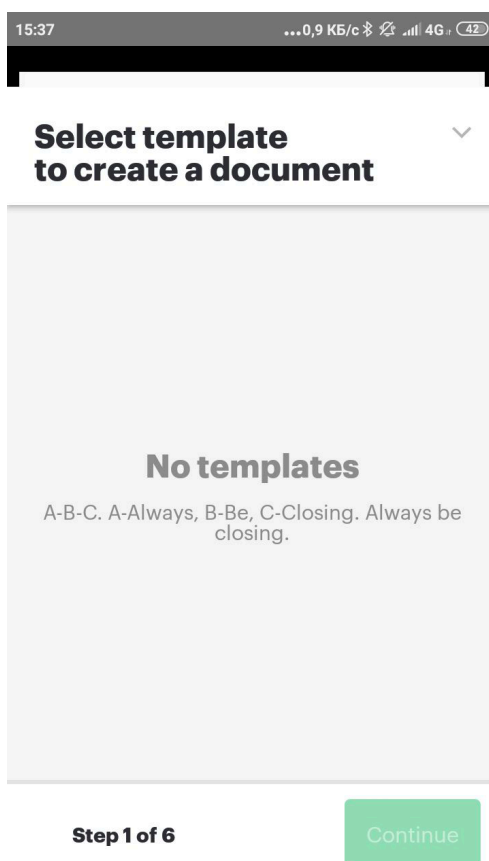 15:37 ...0,9 КБ/с 4G 42
Select template
to create a document
No templates
A-B-C. A-Always, B-Be, C-Closing. Always be
closing.
Step 1 of 6 Continue